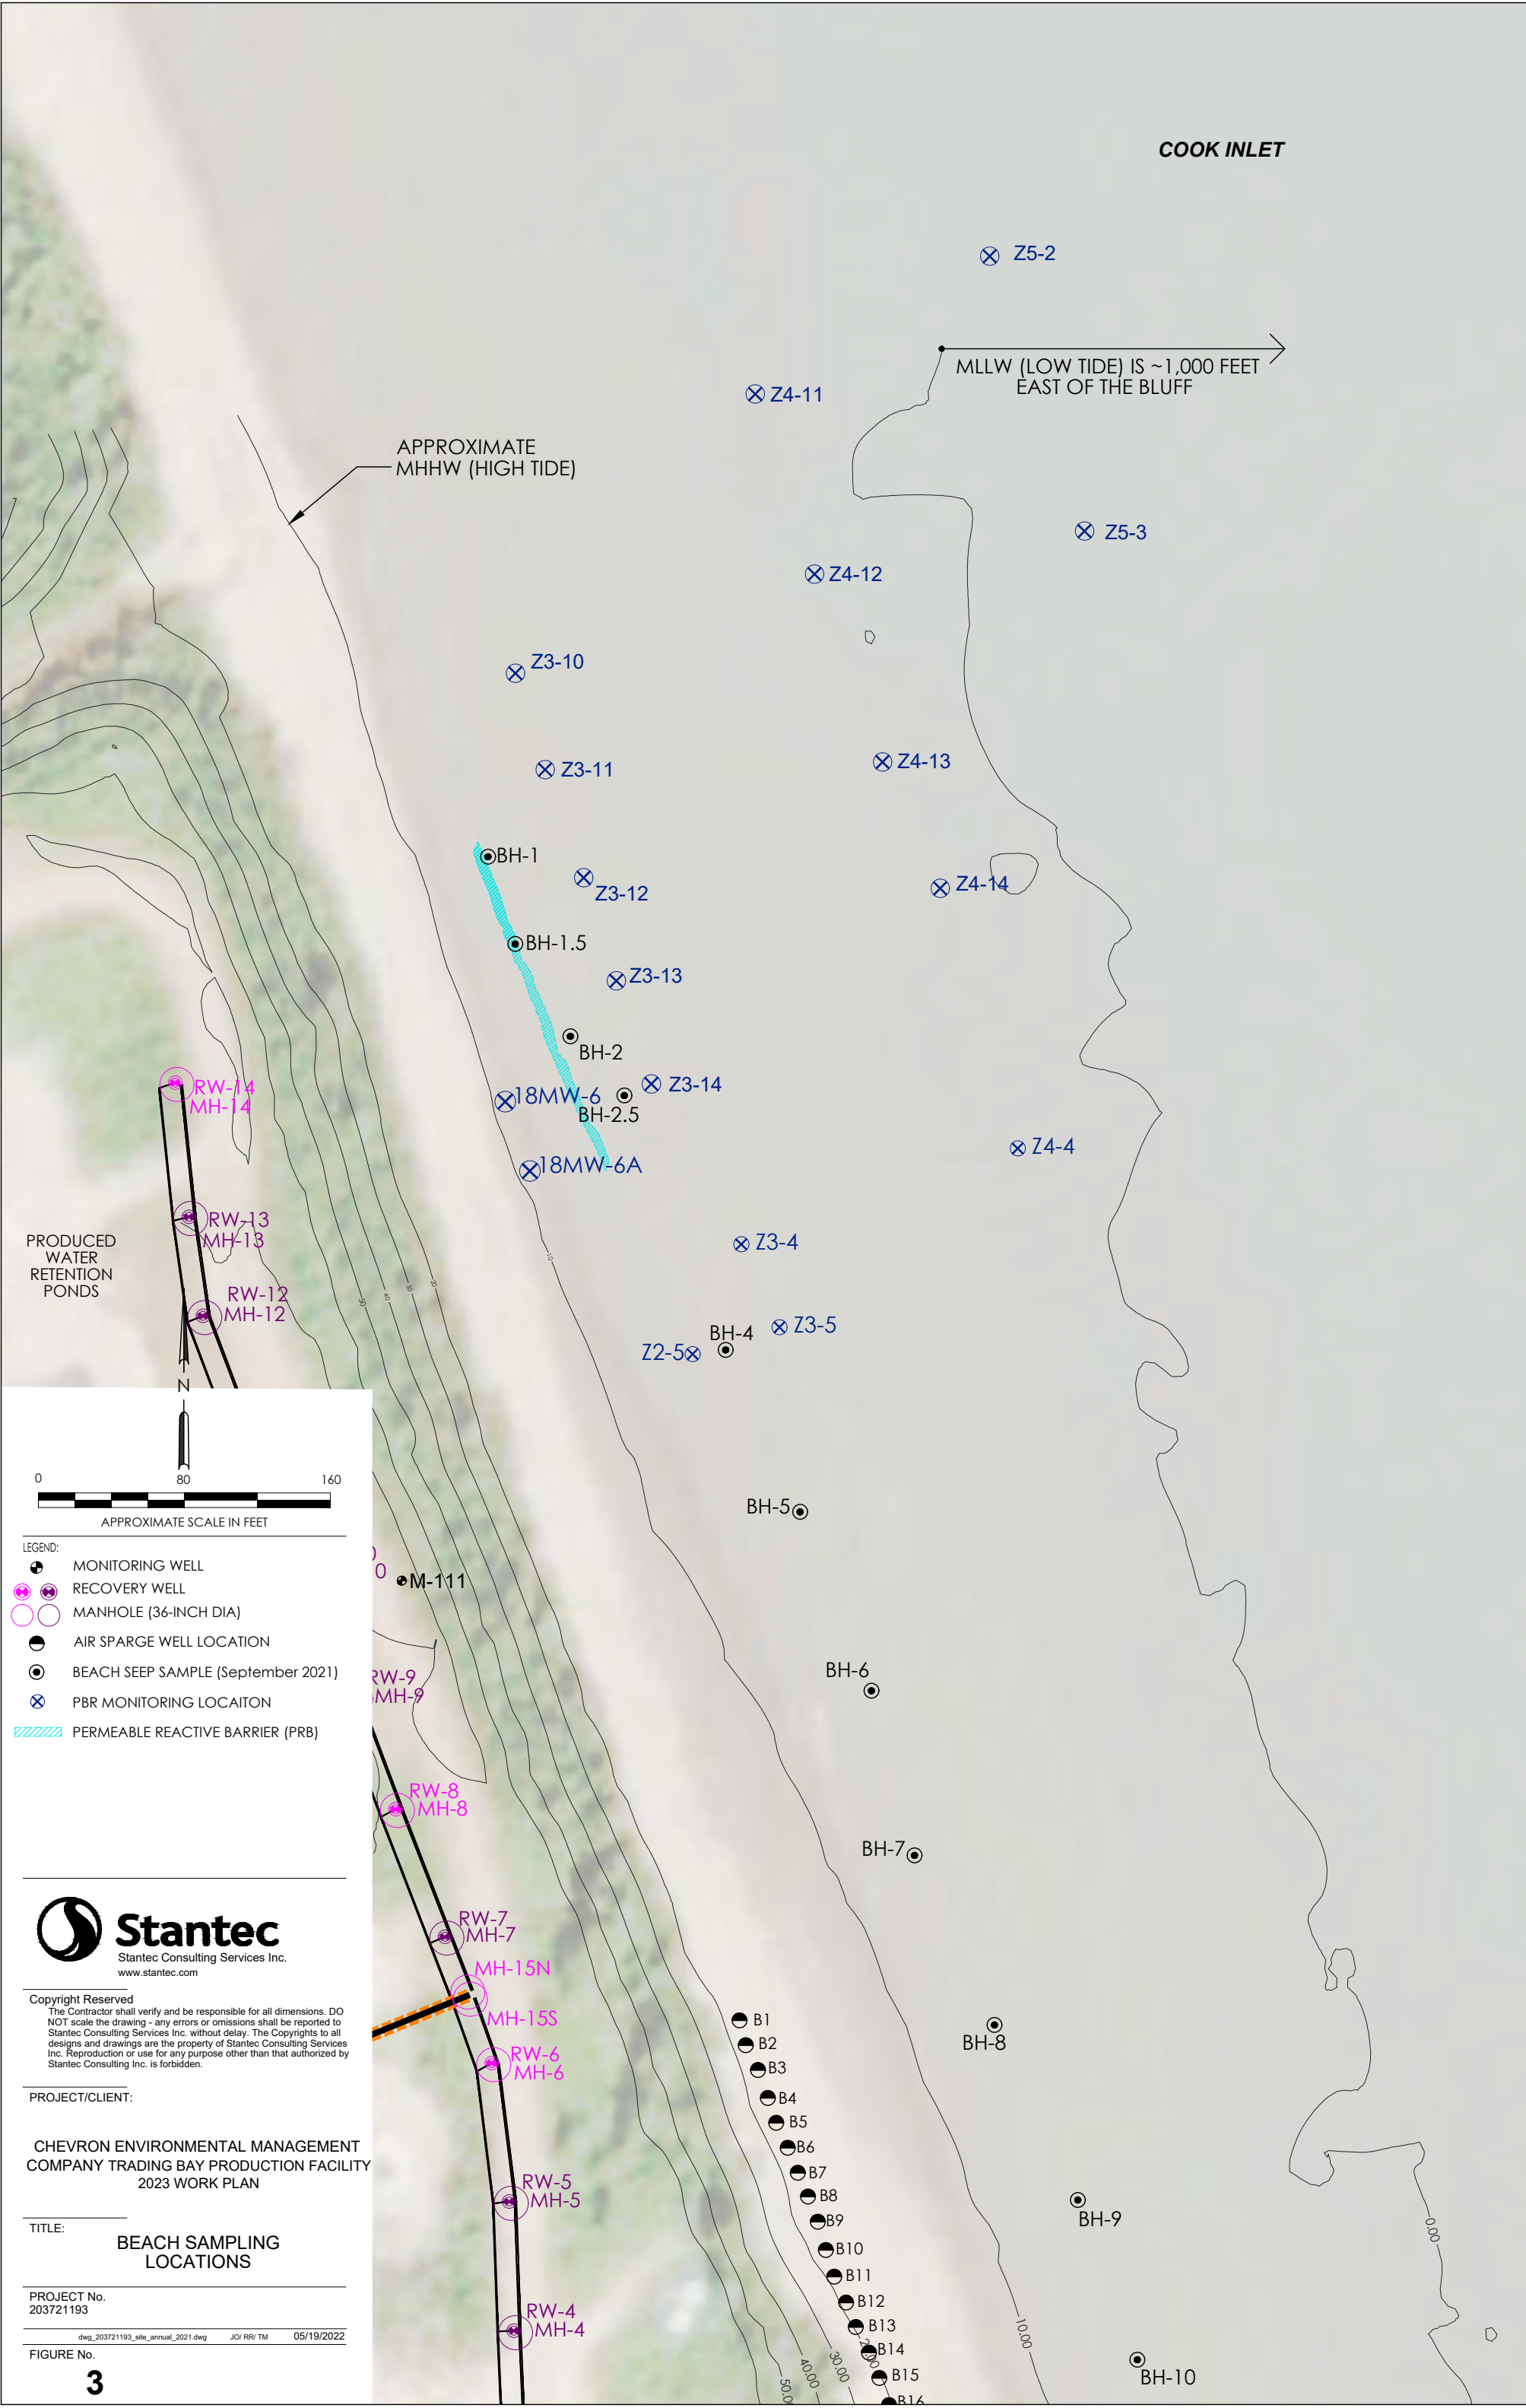 COOK INLET
Z5-2
MLLW (LOW TIDE) IS ~1,000 FEET
EAST OF THE BLUFF
Z4-11
APPROXIMATE
MHHW (HIGH TIDE)
Z5-3
Z4-12
Z3-10
Z4-13
Z3-11
BH-1
Z4-14
Z3-12
BH-1.5
Z3-13
BH-2
Z3-14
RW-14
MH-14
18MW-6
BH-2.5
Z4-4
18MW-6A
RW-13
MH-13
Z3-4
PRODUCED
WATER
RETENTION
PONDS
10
20
30
40
50
RW-12
MH-12
Z3-5
BH-4
Z2-5
N
0 80 160
APPROXIMATE SCALE IN FEET
BH-5
LEGEND:
MONITORING WELL
RECOVERY WELL
MANHOLE (36-INCH DIA)
AIR SPARGE WELL LOCATION
BEACH SEEP SAMPLE (September 2021)
PBR MONITORING LOCAITON
PERMEABLE REACTIVE BARRIER (PRB)
0
M-111
RW-9
MH-9
BH-6
RW-8
MH-8
BH-7
Stantec
Stantec Consulting Services Inc.
www.stantec.com
RW-7
MH-7
MH-15N
MH-15S
Copyright Reserved
The Contractor shall verify and be responsible for all dimensions. DO
NOT scale the drawing - any errors or omissions shall be reported to
Stantec Consulting Services Inc. without delay. The Copyrights to all
designs and drawings are the property of Stantec Consulting Services
Inc. Reproduction or use for any purpose other than that authorized by
Stantec Consulting Inc. is forbidden.
RW-6
MH-6
B1
B2
B3
B4
B5
B6
B7
B8
B9
B10
B11
B12
B13
B14
B15
B16
BH-8
BH-9
BH-10
PROJECT/CLIENT:
CHEVRON ENVIRONMENTAL MANAGEMENT
COMPANY TRADING BAY PRODUCTION FACILITY
2023 WORK PLAN
RW-5
MH-5
TITLE:
BEACH SAMPLING
LOCATIONS
0.00
10.00
30.00
40.00
PROJECT No.
203721193
RW-4
MH-4
dwg_203721193_site_annual_2021.dwg JO/ RR/ TM 05/19/2022
FIGURE No.
3